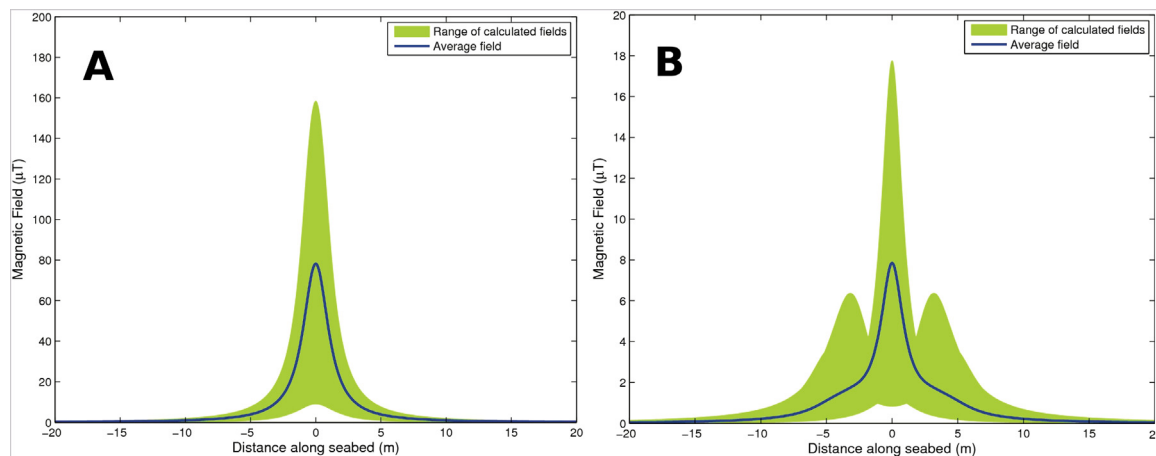 A
Range of calculated fields
Average field
Magnetic Field (μT)
200
180
160
140
120
100
80
60
40
20
0
−20 −15 −10 −5 0 5 10 15 20
Distance along seabed (m)
B
Range of calculated fields
Average field
Magnetic Field (μT)
20
18
16
14
12
10
8
6
4
2
0
−20 −15 −10 −5 0 5 10 15 2
Distance along seabed (m)